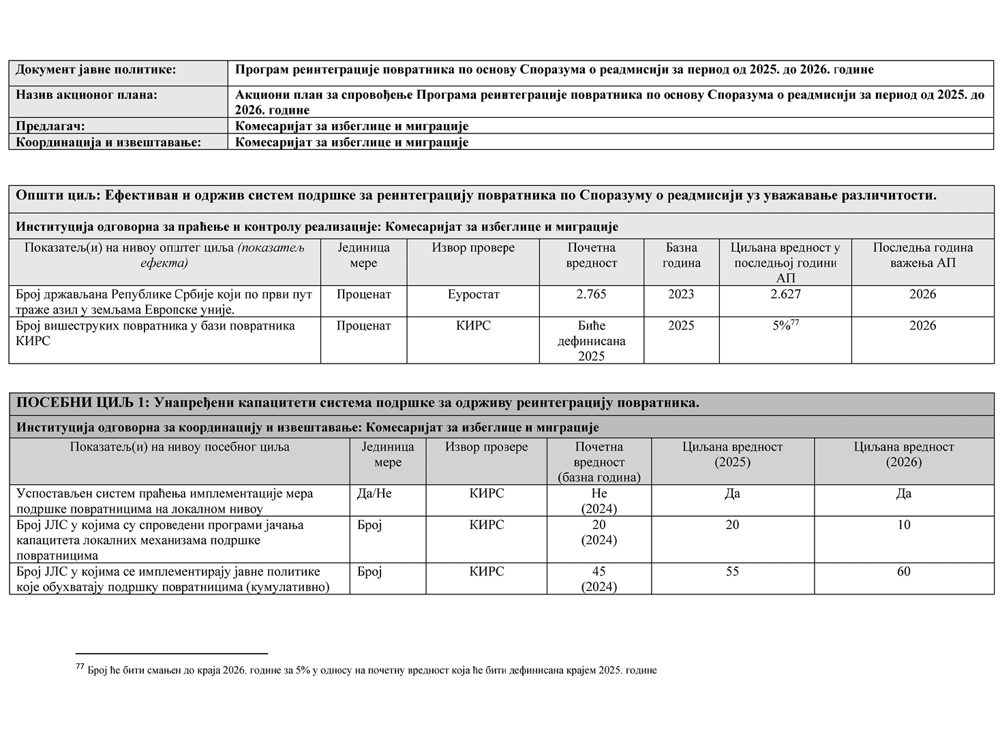 Документ јавне политике:
Програм реинтеграције повратника по основу Споразума о реадмисији за период од 2025. до 2026. године
Назив акционог плана:
Акциони план за спровођење Програма реинтеграције повратника по основу Споразума о реадмисији за период од 2025. до
2026. године
Предлагач:
Комесаријат за избеглице и миграције
Координација и извештавање:
Комесаријат за избеглице и миграције
Општи циљ: Ефективан и одржив систем подршке за реинтеграцију повратника по Споразуму о реадмисији уз уважавање различитости.
Институција одговорна за праћење и контролу реализације: Комесаријат за избеглице и миграције
Показатељ(и) на нивоу општег циља (показатељ
ефекта)
Јединица
мере
Извор провере
Почетна
вредност
Базна
година
Циљана вредност у
последњој години
АП
Последња година
важења АП
Број држављана Републике Србије који по први пут
траже азил у земљама Европске уније.
Проценат
Еуростат
2.765
2023
2.627
2026
Број вишеструких повратника у бази повратника
КИРС
Проценат
КИРС
Биће
дефинисана
2025
2025
5%77
2026
ПОСЕБНИ ЦИЉ 1: Унапређени капацитети система подршке за одрживу реинтеграцију повратника.
Институција одговорна за координацију и извештавање: Комесаријат за избеглице и миграције
Показатељ(и) на нивоу посебног циља
Јединица
мере
Извор провере
Почетна
вредност
(базна година)
Циљана вредност
(2025)
Циљана вредност
(2026)
Успостављен систем праћења имплементације мера
подршке повратницима на локалном нивоу
Да/Не
КИРС
Не
(2024)
Да
Да
Број ЈЛС у којима су спроведени програми јачања
капацитета локалних механизама подршке
повратницима
Број
КИРС
20
(2024)
20
10
Број ЈЛС у којима се имплементирају јавне политике
које обухватају подршку повратницима (кумулативно)
Број
КИРС
45
(2024)
55
60
77 Број ће бити смањен до краја 2026. године за 5% у односу на почетну вредност која ће бити дефинисана крајем 2025. године